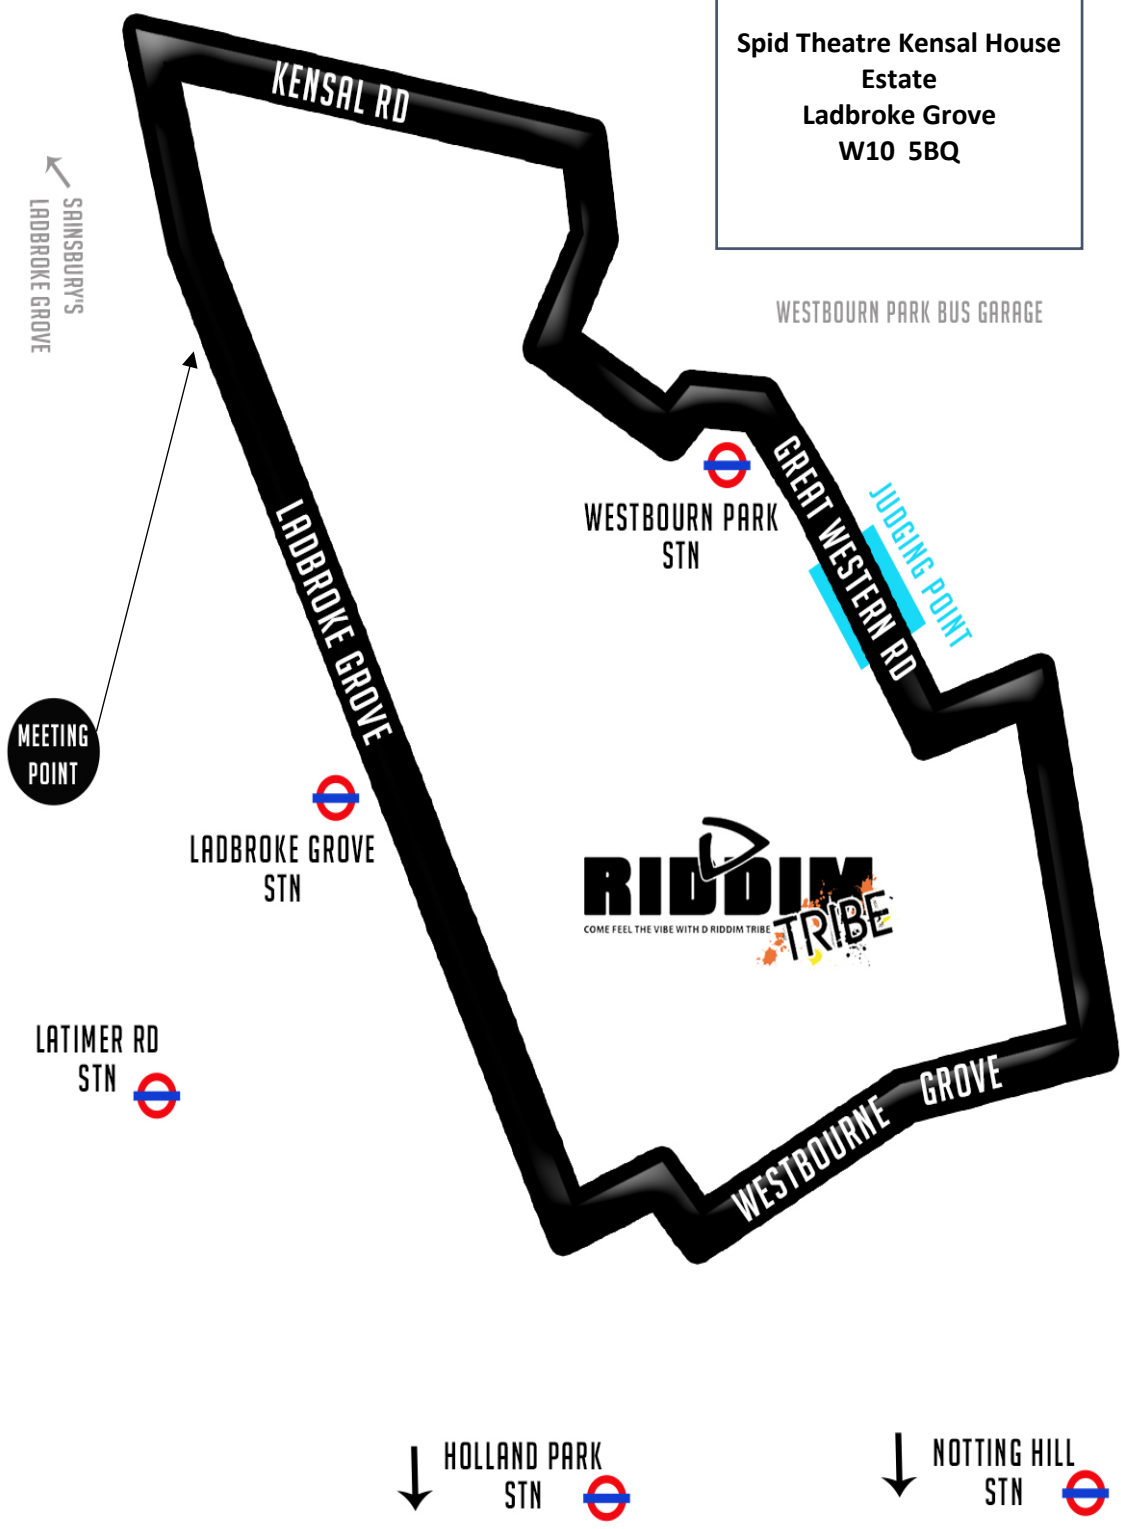 Spid Theatre Kensal House
Estate
Ladbroke Grove
W10 5BQ
KENSAL RD
SAINSBURY'S
LADBROKE GROVE
WESTBOURN PARK BUS GARAGE
WESTBOURN PARK
STN
GREAT WESTERN RD
JUDGING POINT
LADBROKE GROVE
MEETING
POINT
LADBROKE GROVE
STN
RIDDIM
TRIBE
COME FEEL THE VIBE WITH D RIDDIM TRIBE
LATIMER RD
STN
WESTBOURNE GROVE
HOLLAND PARK
STN
NOTTING HILL
STN